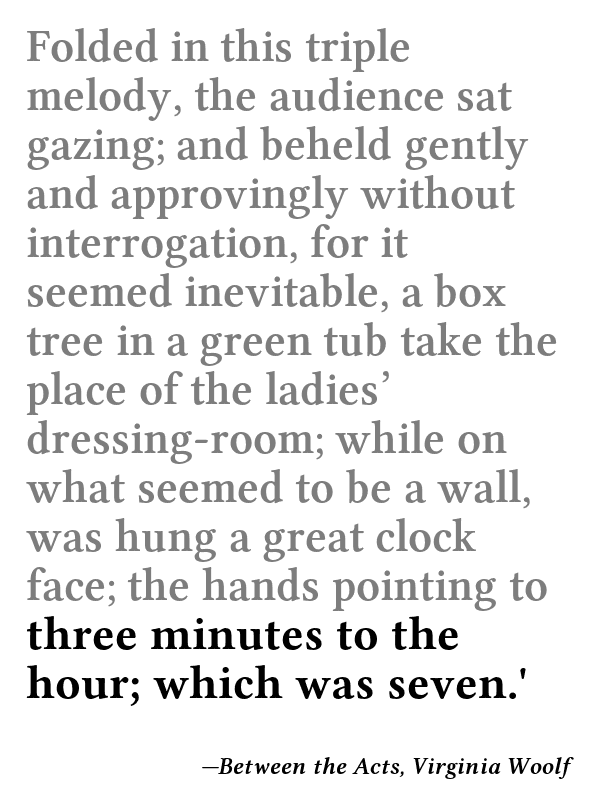 Folded in this triple
melody, the audience sat
gazing; and beheld gently
and approvingly without
interrogation, for it
seemed inevitable, a box
tree in a green tub take the
place of the ladies’
dressing-room; while on
what seemed to be a wall,
was hung a great clock
face; the hands pointing to
three minutes to the
hour; which was seven.'
—Between the Acts, Virginia Woolf